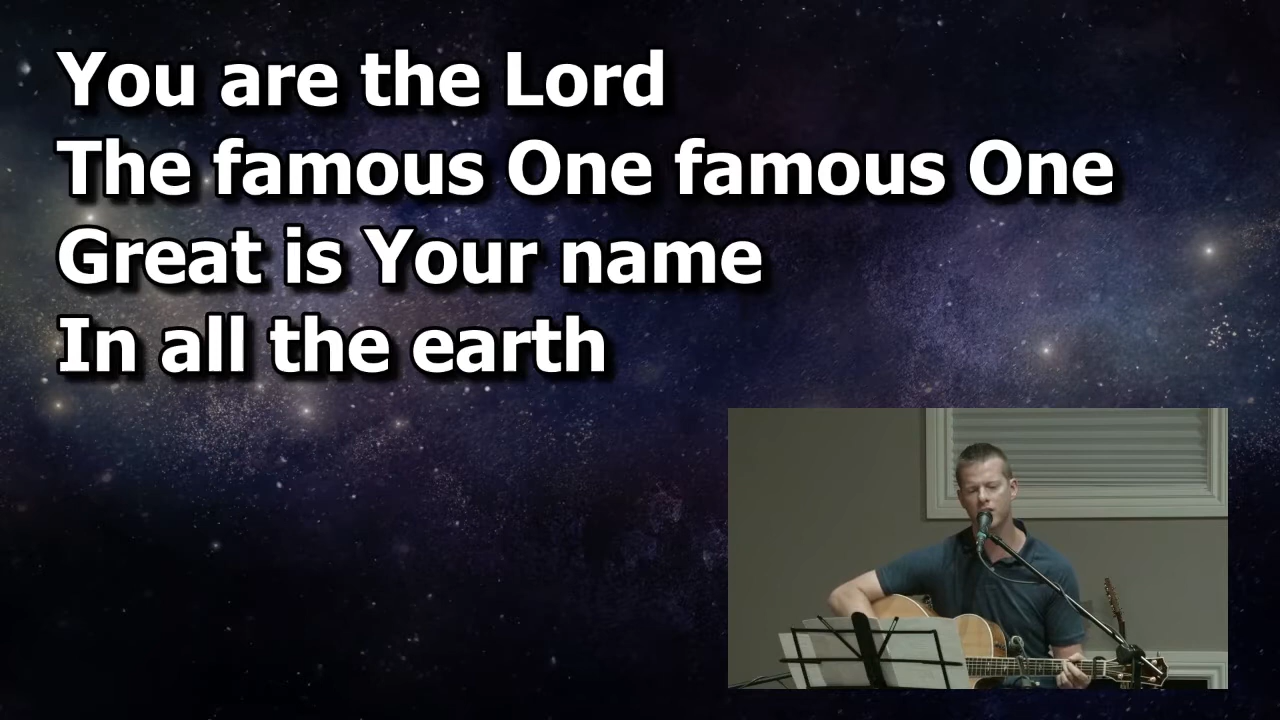 You are the Lord
The famous One famous One
Great is Your name
In all the earth